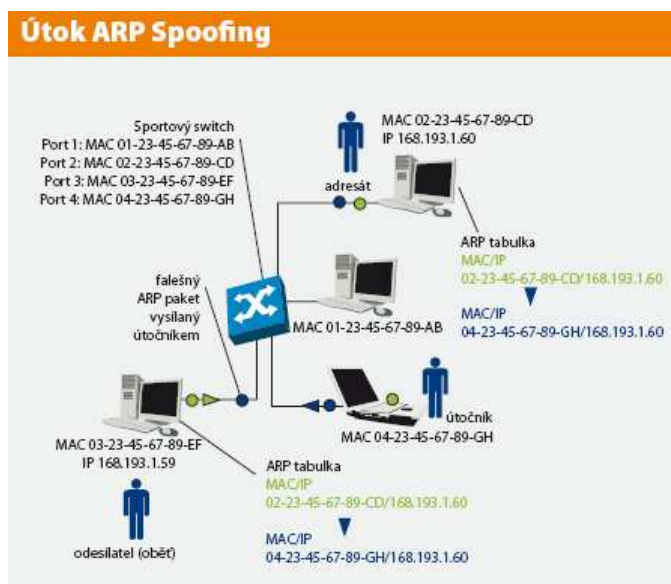 Útok ARP Spoofing
5portový switch
Port 1: MAC 01-23-45-67-89-AB
Port 2: MAC 02-23-45-67-89-CD
Port 3: MAC 03-23-45-67-89-EF
Port 4: MAC 04-23-45-67-89-GH
MAC 02-23-45-67-89-CD
IP 168.193.1.60
adresát
ARP tabulka
MAC/IP
02-23-45-67-89-CD/168.193.1.60
MAC/IP
04-23-45-67-89-GH/168.193.1.60
falešný
ARP paket
vysílaný
útočníkem
MAC 01-23-45-67-89-AB
útočník
MAC 04-23-45-67-89-GH
MAC 03-23-45-67-89-EF
IP 168.193.1.59
ARP tabulka
MAC/IP
02-23-45-67-89-CD/168.193.1.60
MAC/IP
04-23-45-67-89-GH/168.193.1.60
odesílatel (oběť)